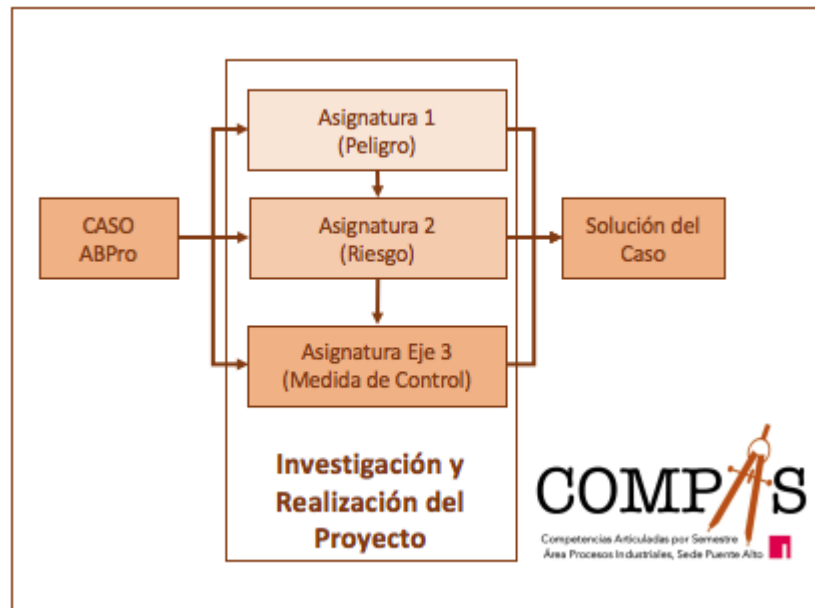 CASO
ABPro
Asignatura 1
(Peligro)
Asignatura 2
(Riesgo)
Asignatura Eje 3
(Medida de Control)
Solución del
Caso
Investigación y
Realización del
Proyecto
COMPAS
Competencias Articuladas por Semestre
Área Procesos Industriales, Sede Puente Alto